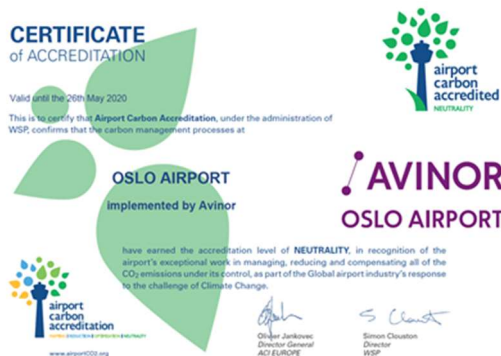 CERTIFICATE
of ACCREDITATION
airport
carbon
accredited
NEUTRALITY
Valid until the 26th May 2020
This is to certify that Airport Carbon Accreditation, under the administration of
WSP, confirms that the carbon management processes at
OSLO AIRPORT
implemented by Avinor
AVINOR
OSLO AIRPORT
have earned the accreditation level of NEUTRALITY, in recognition of the
airport's exceptional work in managing, reducing and compensating all of the
CO2 emissions under its control, as part of the Global airport industry's response
to the challenge of Climate Change.
airport
carbon
accreditation
www.airportCO2.org
Olivier Jankovec
Director General
ACI EUROPE
Simon Clouston
Director
WSP